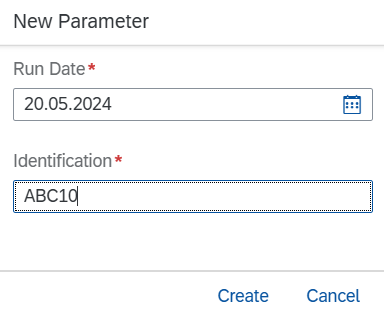 New Parameter
Run Date*
20.05.2024
Identification*
ABC10
Create Cancel